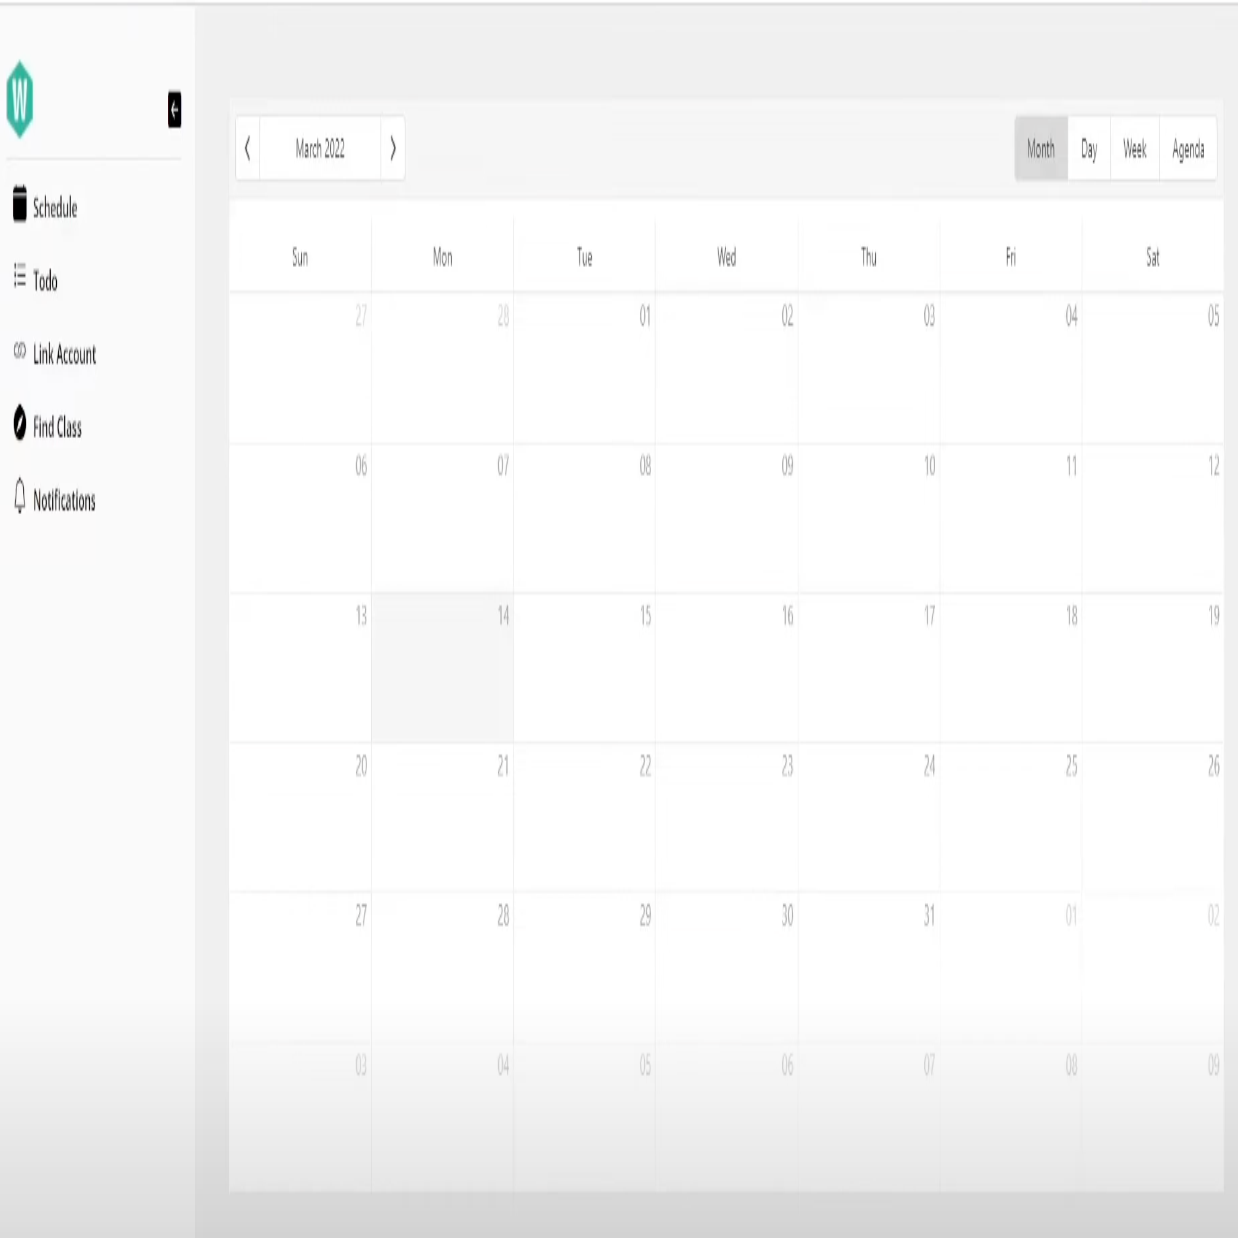 W
Schedule
Todo
Link Account
Find Class
Notifications
March 2022
Month Day Week Agenda
Sun Mon Tue Wed Thu Fri Sat
27 28 01 02 03 04 05
06 07 08 09 10 11 12
13 14 15 16 17 18 19
20 21 22 23 24 25 26
27 28 29 30 31 01 02
03 04 05 06 07 08 09